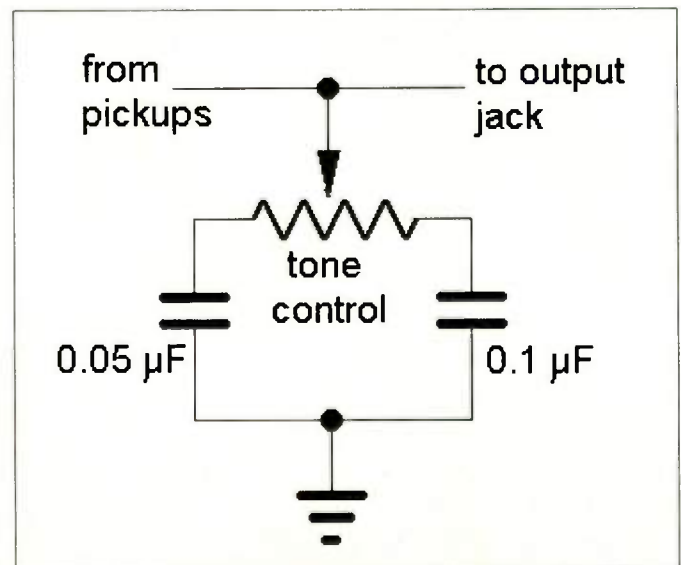 from
pickups
to output
jack
tone
control
0.05 µF
0.1 µF